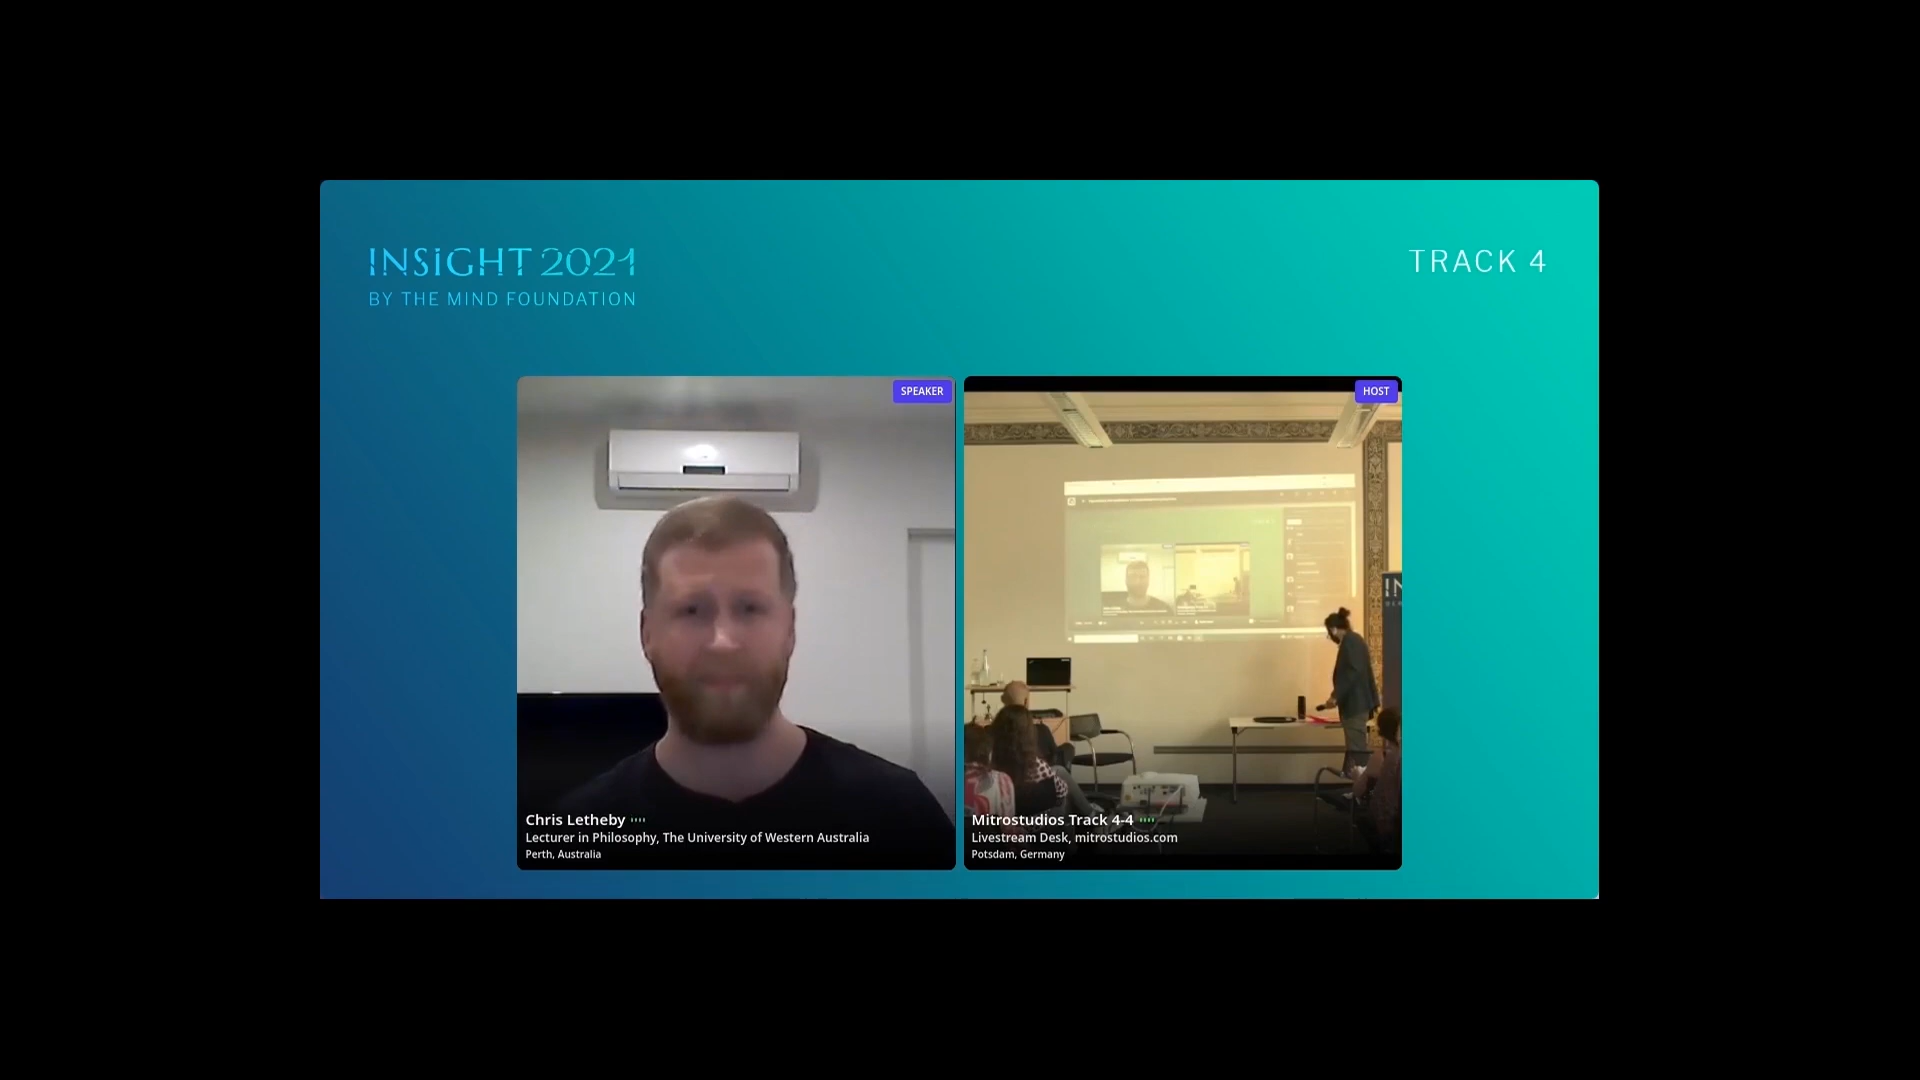 INSIGHT 2021
BY THE MIND FOUNDATION
TRACK 4
SPEAKER
HOST
IN
Chris Letheby
Lecturer in Philosophy, The University of Western Australia
Perth, Australia
Mitrostudios Track 4-4
Livestream Desk, mitrostudios.com
Potsdam, Germany